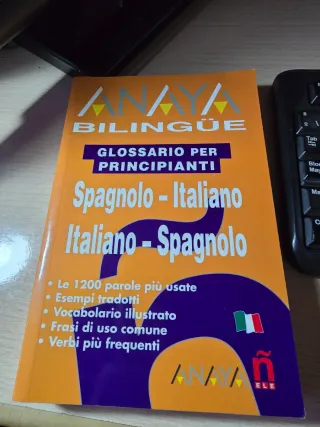 ANAYA
BILINGÜE
GLOSSARIO PER
PRINCIPIANTI
Spagnolo – Italiano
Italiano – Spagnolo
• Le 1200 parole più usate
• Esempi tradotti
• Vocabolario illustrato
• Frasi di uso comune
• Verbi più frequenti
ANAYA
ñ
ELE
Tab